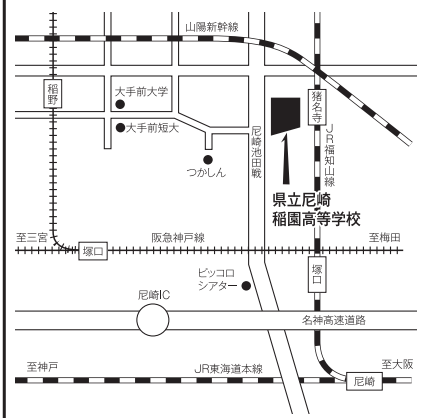 山陽新幹線
稲野
大手前大学
大手前短大
つかしん
尼崎池田戦
猪名寺
JR福知山線
県立尼崎
稲園高等学校
至三宮
阪急神戸線
至梅田
塚口
塚口
ピッコロ
シアター
尼崎IC
名神高速道路
至神戸
JR東海道本線
至大阪
尼崎